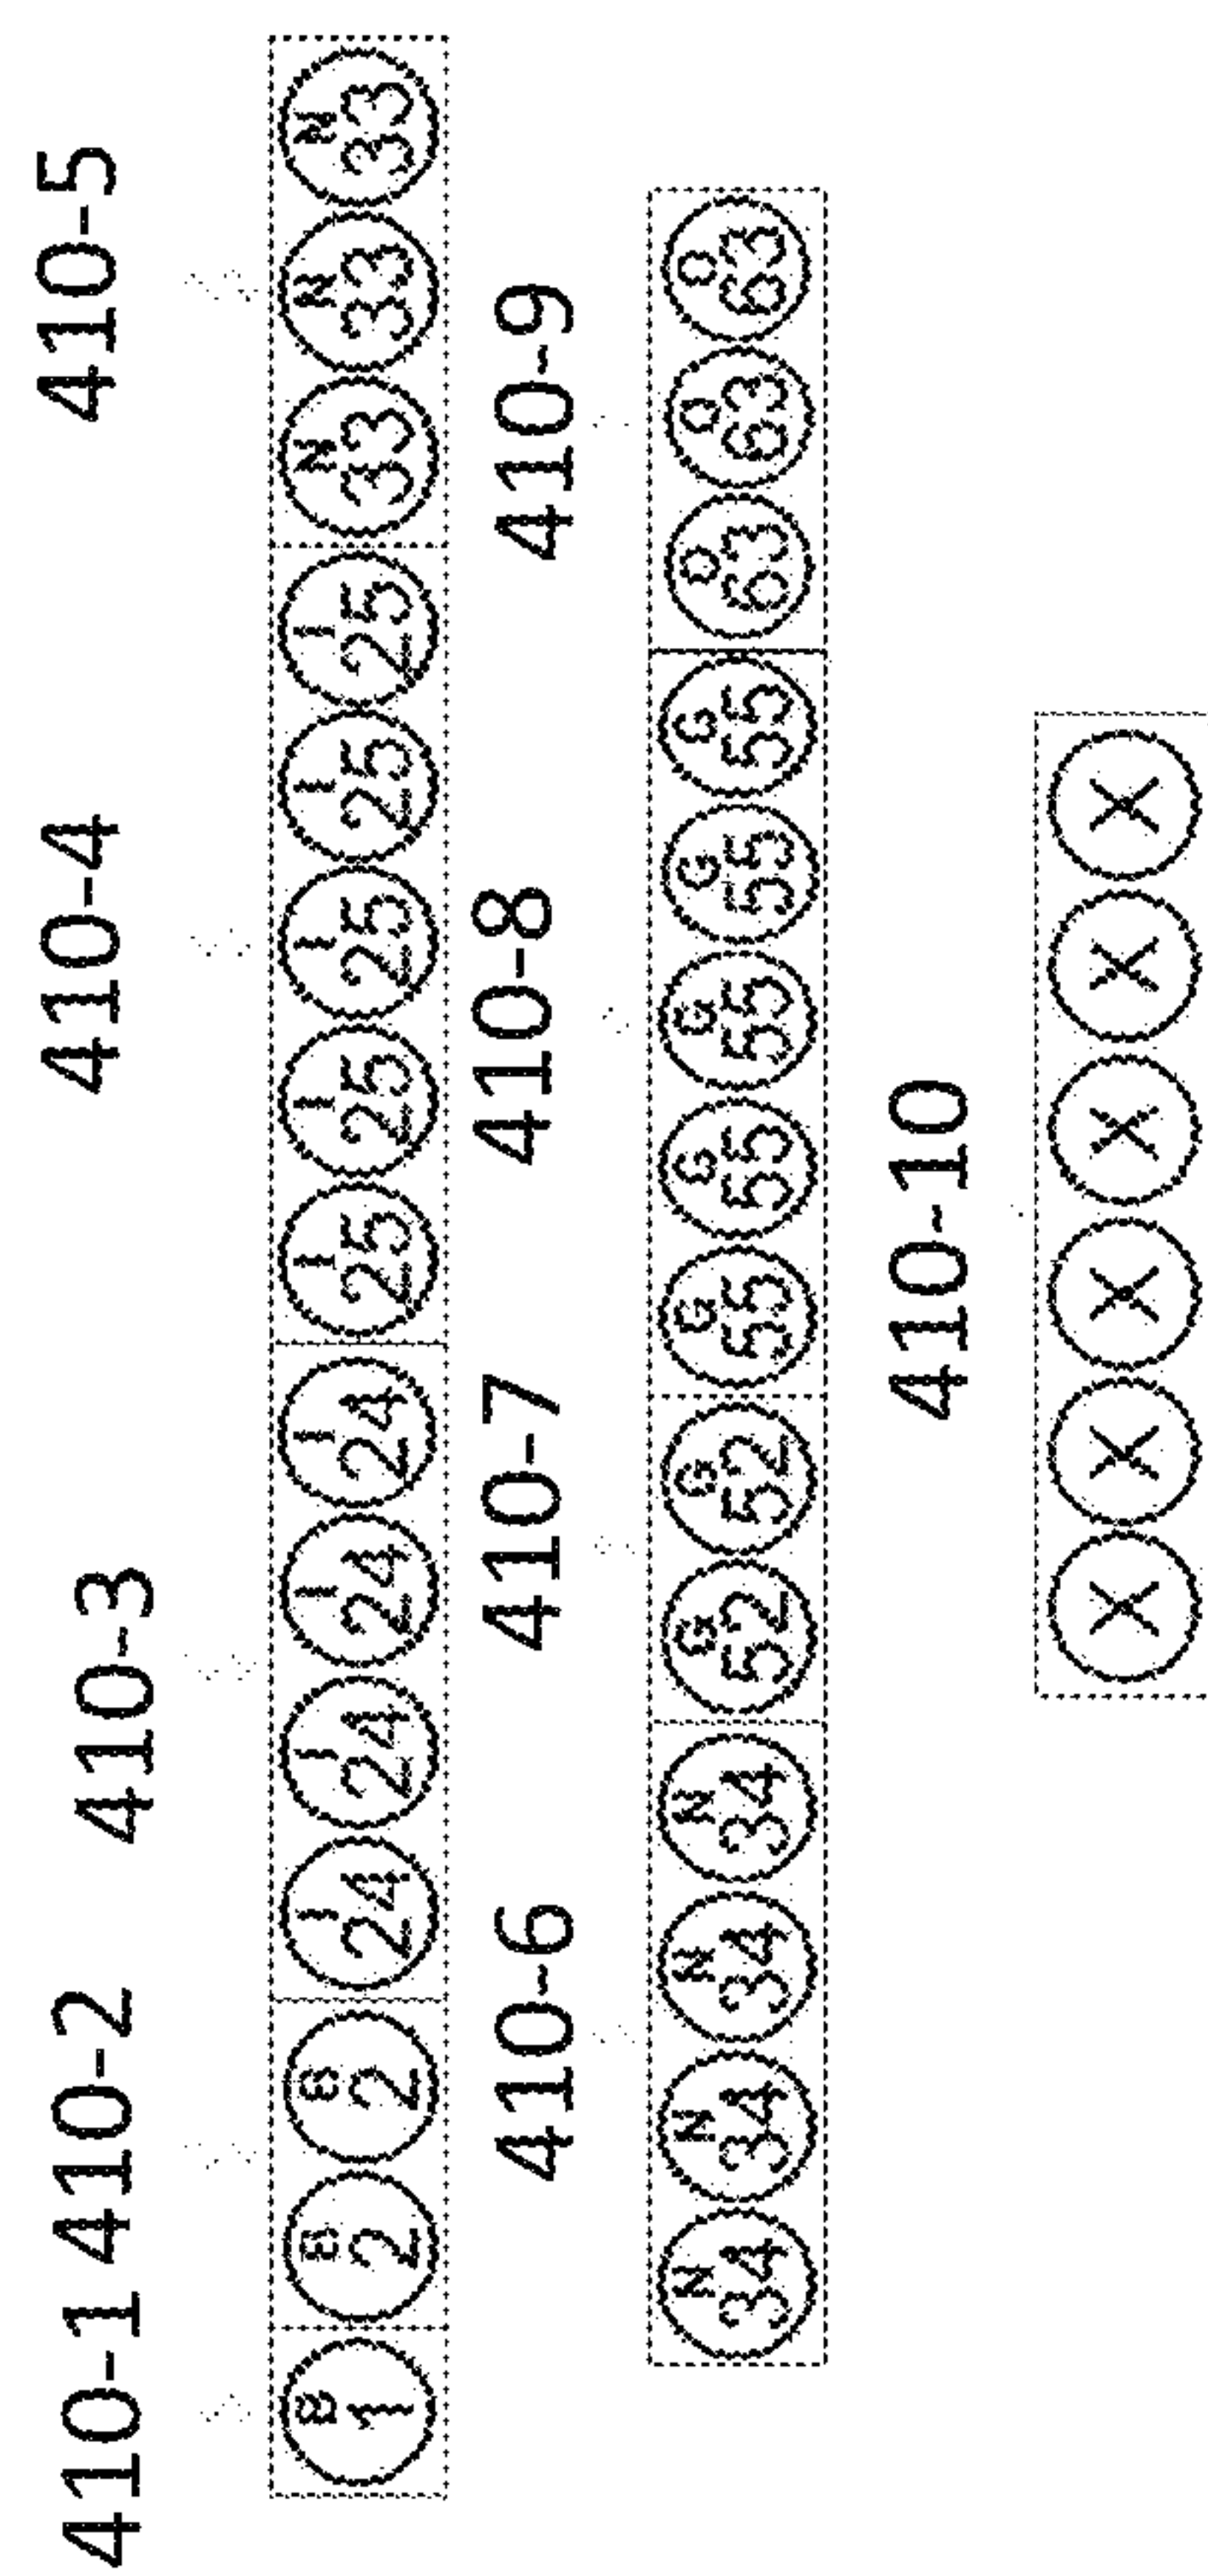 410-1 410-2 410-3 410-4 410-5
B B B I I I I I I I I I N N N
1 2 2 24 24 24 24 25 25 25 25 25 33 33 33
410-6 410-7 410-8 410-9
N N N N G G G G G G G O O O
34 34 34 34 52 52 55 55 55 55 55 63 63 63
410-10
X X X X X X